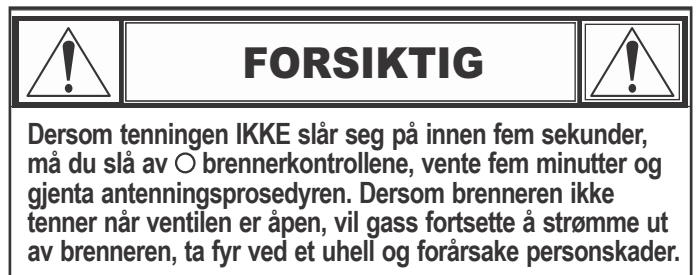 FORSIKTIG
Dersom tenningen IKKE slår seg på innen fem sekunder,
må du slå av ○ brennerkontrollene, vente fem minutter og
gjenta antenningsprosedyren. Dersom brenneren ikke
tenner når ventilen er åpen, vil gass fortsette å strømme ut
av brenneren, ta fyr ved et uhell og forårsake personskader.